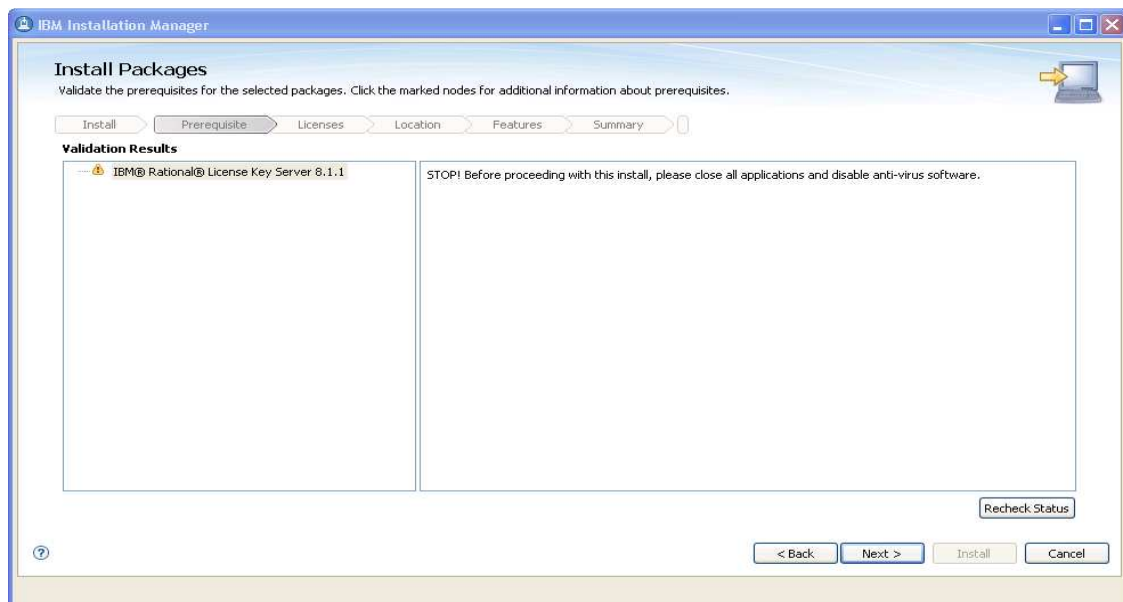 IBM Installation Manager
Install Packages
Validate the prerequisites for the selected packages. Click the marked nodes for additional information about prerequisites.
Install Prerequisite Licenses Location Features Summary
Validation Results
IBM® Rational® License Key Server 8.1.1
STOP! Before proceeding with this install, please close all applications and disable anti-virus software.
Recheck Status
? < Back Next > Install Cancel